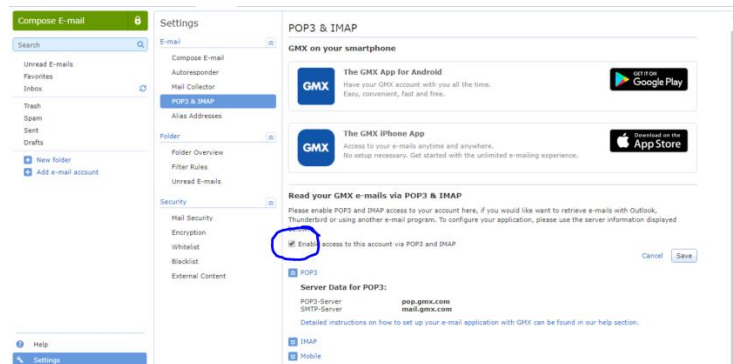 Compose E-mail
Search
Unread E-mails
Favorites
Inbox
Trash
Spam
Sent
Drafts
New folder
Add e-mail account
Help
Settings
Settings
E-mail
Compose E-mail
Autoresponder
Mail Collector
POP3 & IMAP
Alias Addresses
Folder
Folder Overview
Filter Rules
Unread E-mails
Security
Mail Security
Encryption
Whitelist
Blacklist
External Content
POP3 & IMAP
GMX on your smartphone
GMX
The GMX App for Android
Have your GMX account with you all the time.
Easy, convenient, fast and free.
GET IT ON
Google Play
GMX
The GMX iPhone App
Access to your e-mails anytime and anywhere.
No setup necessary. Get started with the unlimited e-mailing experience.
Download on the
App Store
Read your GMX e-mails via POP3 & IMAP
Please enable POP3 and IMAP access to your account here, if you would like want to retrieve e-mails with Outlook,
Thunderbird or using another e-mail program. To configure your application, please use the server information displayed
Enable access to this account via POP3 and IMAP
Cancel Save
POP3
Server Data for POP3:
POP3-Server pop.gmx.com
SMTP-Server mail.gmx.com
Detailed instructions on how to set up your e-mail application with GMX can be found in our help section.
IMAP
Mobile